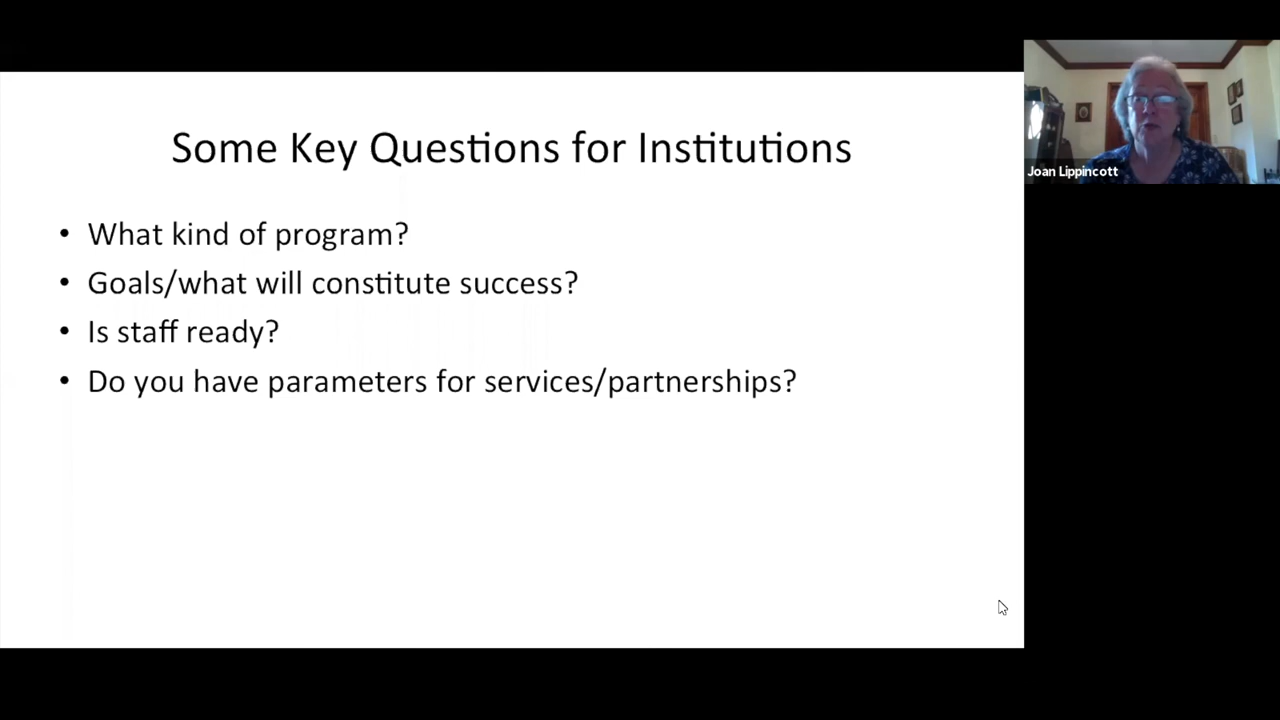 Some Key Questions for Institutions
• What kind of program?
• Goals/what will constitute success?
• Is staff ready?
• Do you have parameters for services/partnerships?
Joan Lippincott